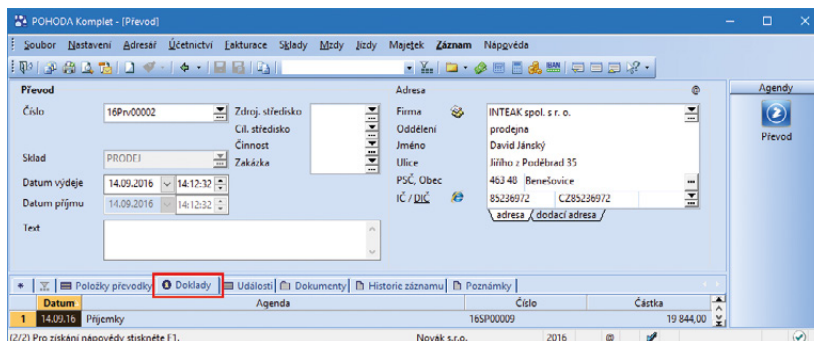 POHODA Komplet - [Převod]
Soubor Nastavení Adresář Účetnictví Fakturace Sklady Mzdy Jízdy Majetek Záznam Nápověda
Převod
Adresa
@
Agendy
Číslo 16Prv00002 Zdroj. středisko Firma INTEAK spol. s r. o.
Cíl. středisko Oddělení prodejna
Převod
Činnost Jméno David Jánský
Sklad PRODEJ Zakázka Ulice Jiřího z Poděbrad 35
Datum výdeje 14.09.2016 14:12:32 PSČ, Obec 463 48 Benešovice
Datum příjmu 14.09.2016 14:12:32 IČ / DIČ 85236972 CZ85236972
adresa dodací adresa
Text
* Položky převodky Doklady Události Dokumenty Historie záznamu Poznámky
Datum Agenda Číslo Částka
1 14.09.16 Příjemky 16SP00009 19 844,00
(2/2) Pro získání nápovědy stiskněte F1. Novák s.r.o. 2016 @